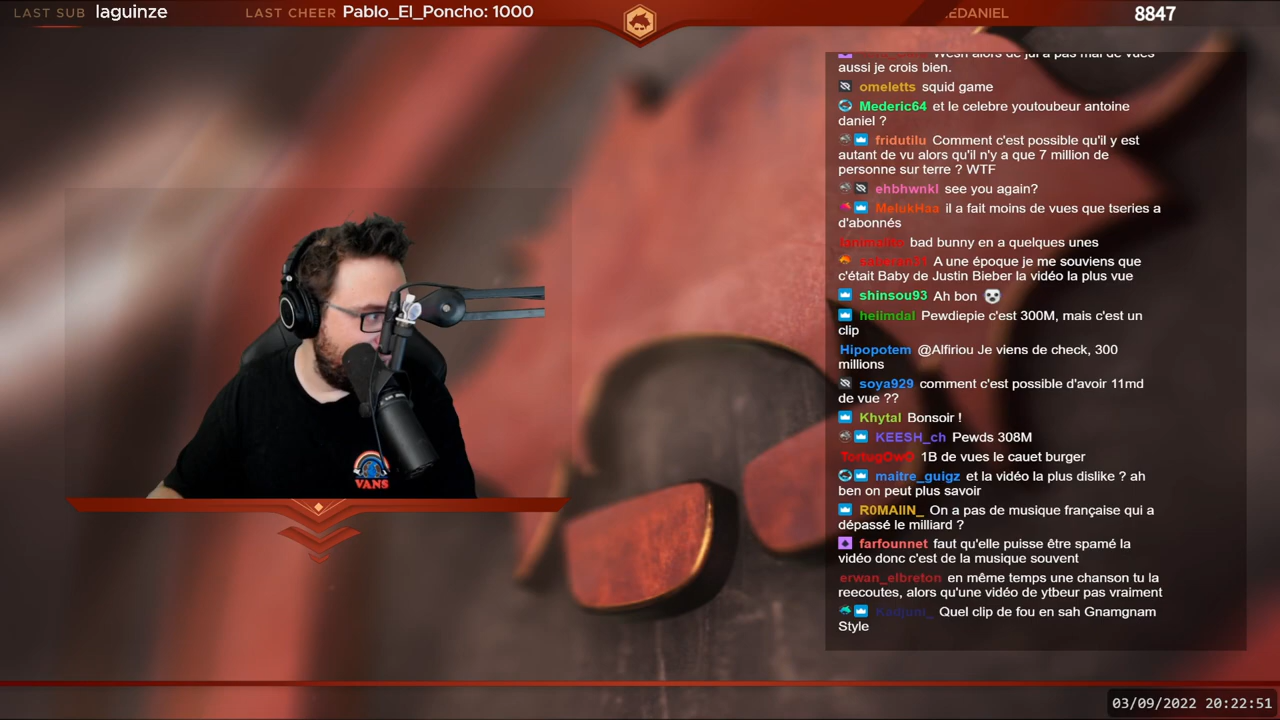 LAST SUB laguinze
LAST CHEER Pablo_El_Poncho: 1000
EDANIEL
8847
aussi je crois bien.
omeletts squid game
Mederic64 et le celebre youtoubeur antoine
daniel ?
fridutilu Comment c'est possible qu'il y est
autant de vu alors qu'il n'y a que 7 million de
personne sur terre ? WTF
ehbhwnkl see you again?
MelukHaa il a fait moins de vues que tseries a
d'abonnés
bad bunny en a quelques unes
A une époque je me souviens que
c'était Baby de Justin Bieber la vidéo la plus vue
shinsou93 Ah bon
heiimdal Pewdiepie c'est 300M, mais c'est un
clip
Hipopotem @Alfiriou Je viens de check, 300
millions
soya929 comment c'est possible d'avoir 11md
de vue ??
Khytal Bonsoir !
KEESH_ch Pewds 308M
TortugOwO 1B de vues le cauet burger
maitre_guigz et la vidéo la plus dislike ? ah
ben on peut plus savoir
R0MAIIN_ On a pas de musique française qui a
dépassé le milliard ?
farfounnet faut qu'elle puisse être spamé la
vidéo donc c'est de la musique souvent
erwan_elbreton en même temps une chanson tu la
reecoutes, alors qu'une vidéo de ytbeur pas vraiment
Quel clip de fou en sah Gnamgnam
Style
VANS
03/09/2022 20:22:51